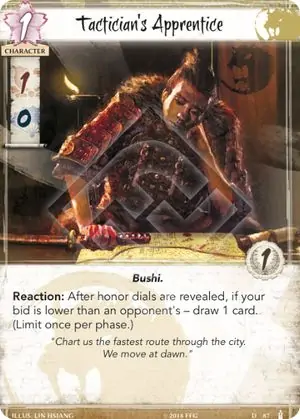 Tactician's Apprentice
1
CHARACTER
1
0
1
Bushi.
Reaction: After honor dials are revealed, if your
bid is lower than an opponent's – draw 1 card.
(Limit once per phase.)
"Chart us the fastest route through the city.
We move at dawn."
ILLUS: LIN HSIANG
© 2018 FFG
D 87